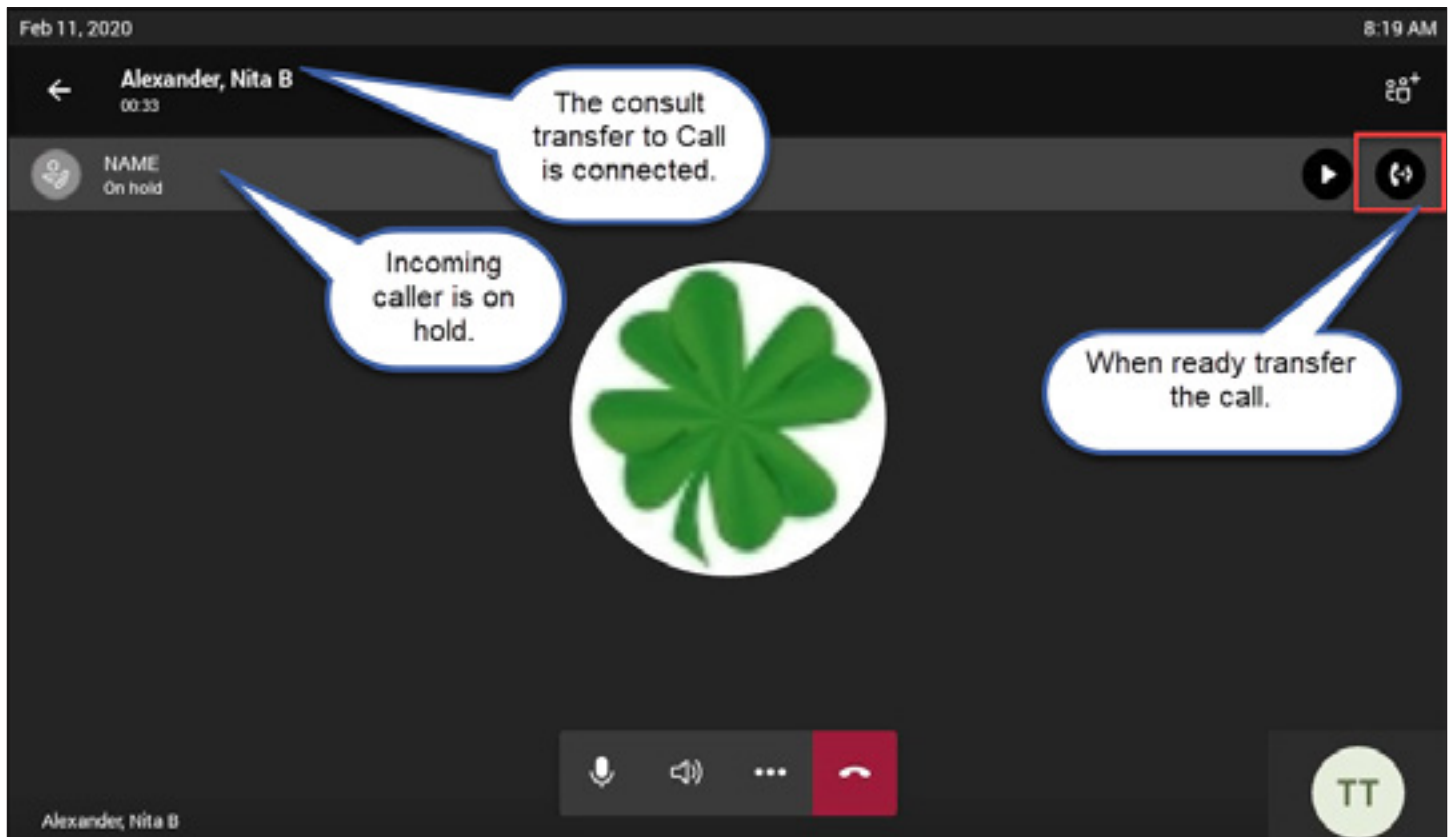 Feb 11, 2020
8:19 AM
Alexander, Nita B
00:33
The consult
transfer to Call
is connected.
NAME
On hold
Incoming
caller is on
hold.
When ready transfer
the call.
TT
Alexander, Nita B